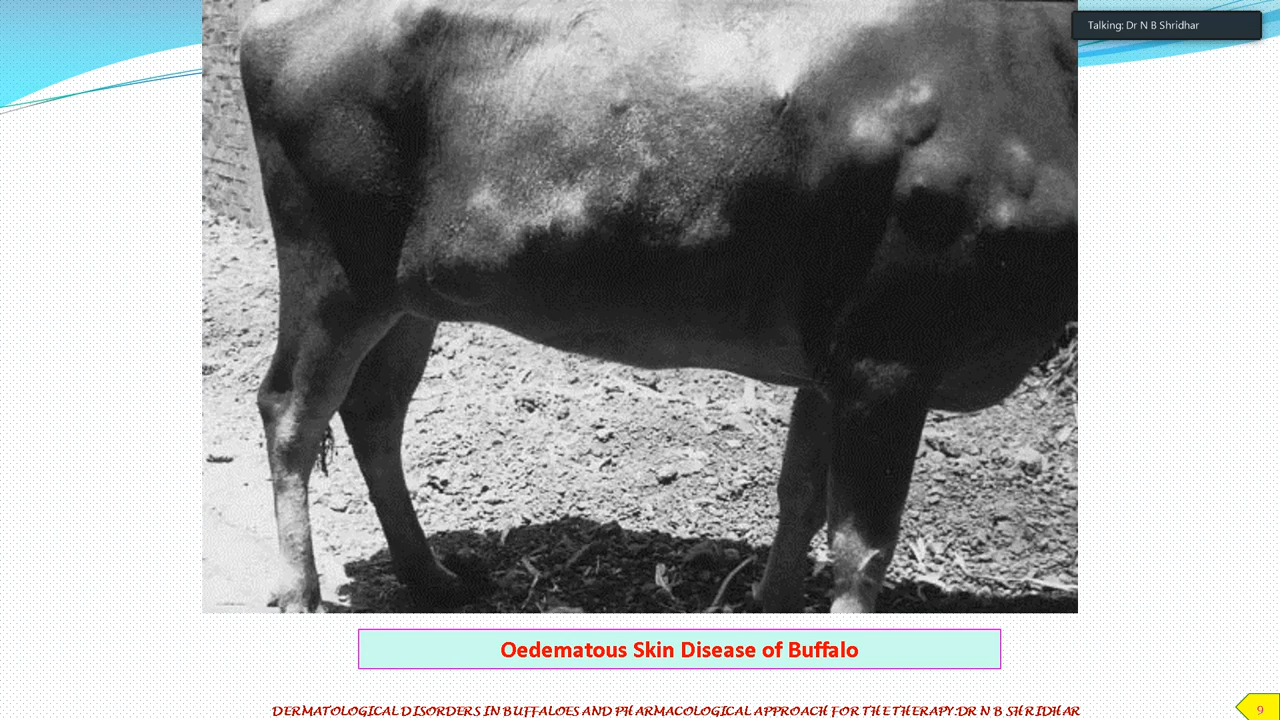 Talking: Dr N B Shridhar
Oedematous Skin Disease of Buffalo
DERMATOLOGICAL DISORDERS IN BUFFALOES AND PHARMACOLOGICAL APPROACH FOR THE THERAPY:DR N B SHRIDHAR
9